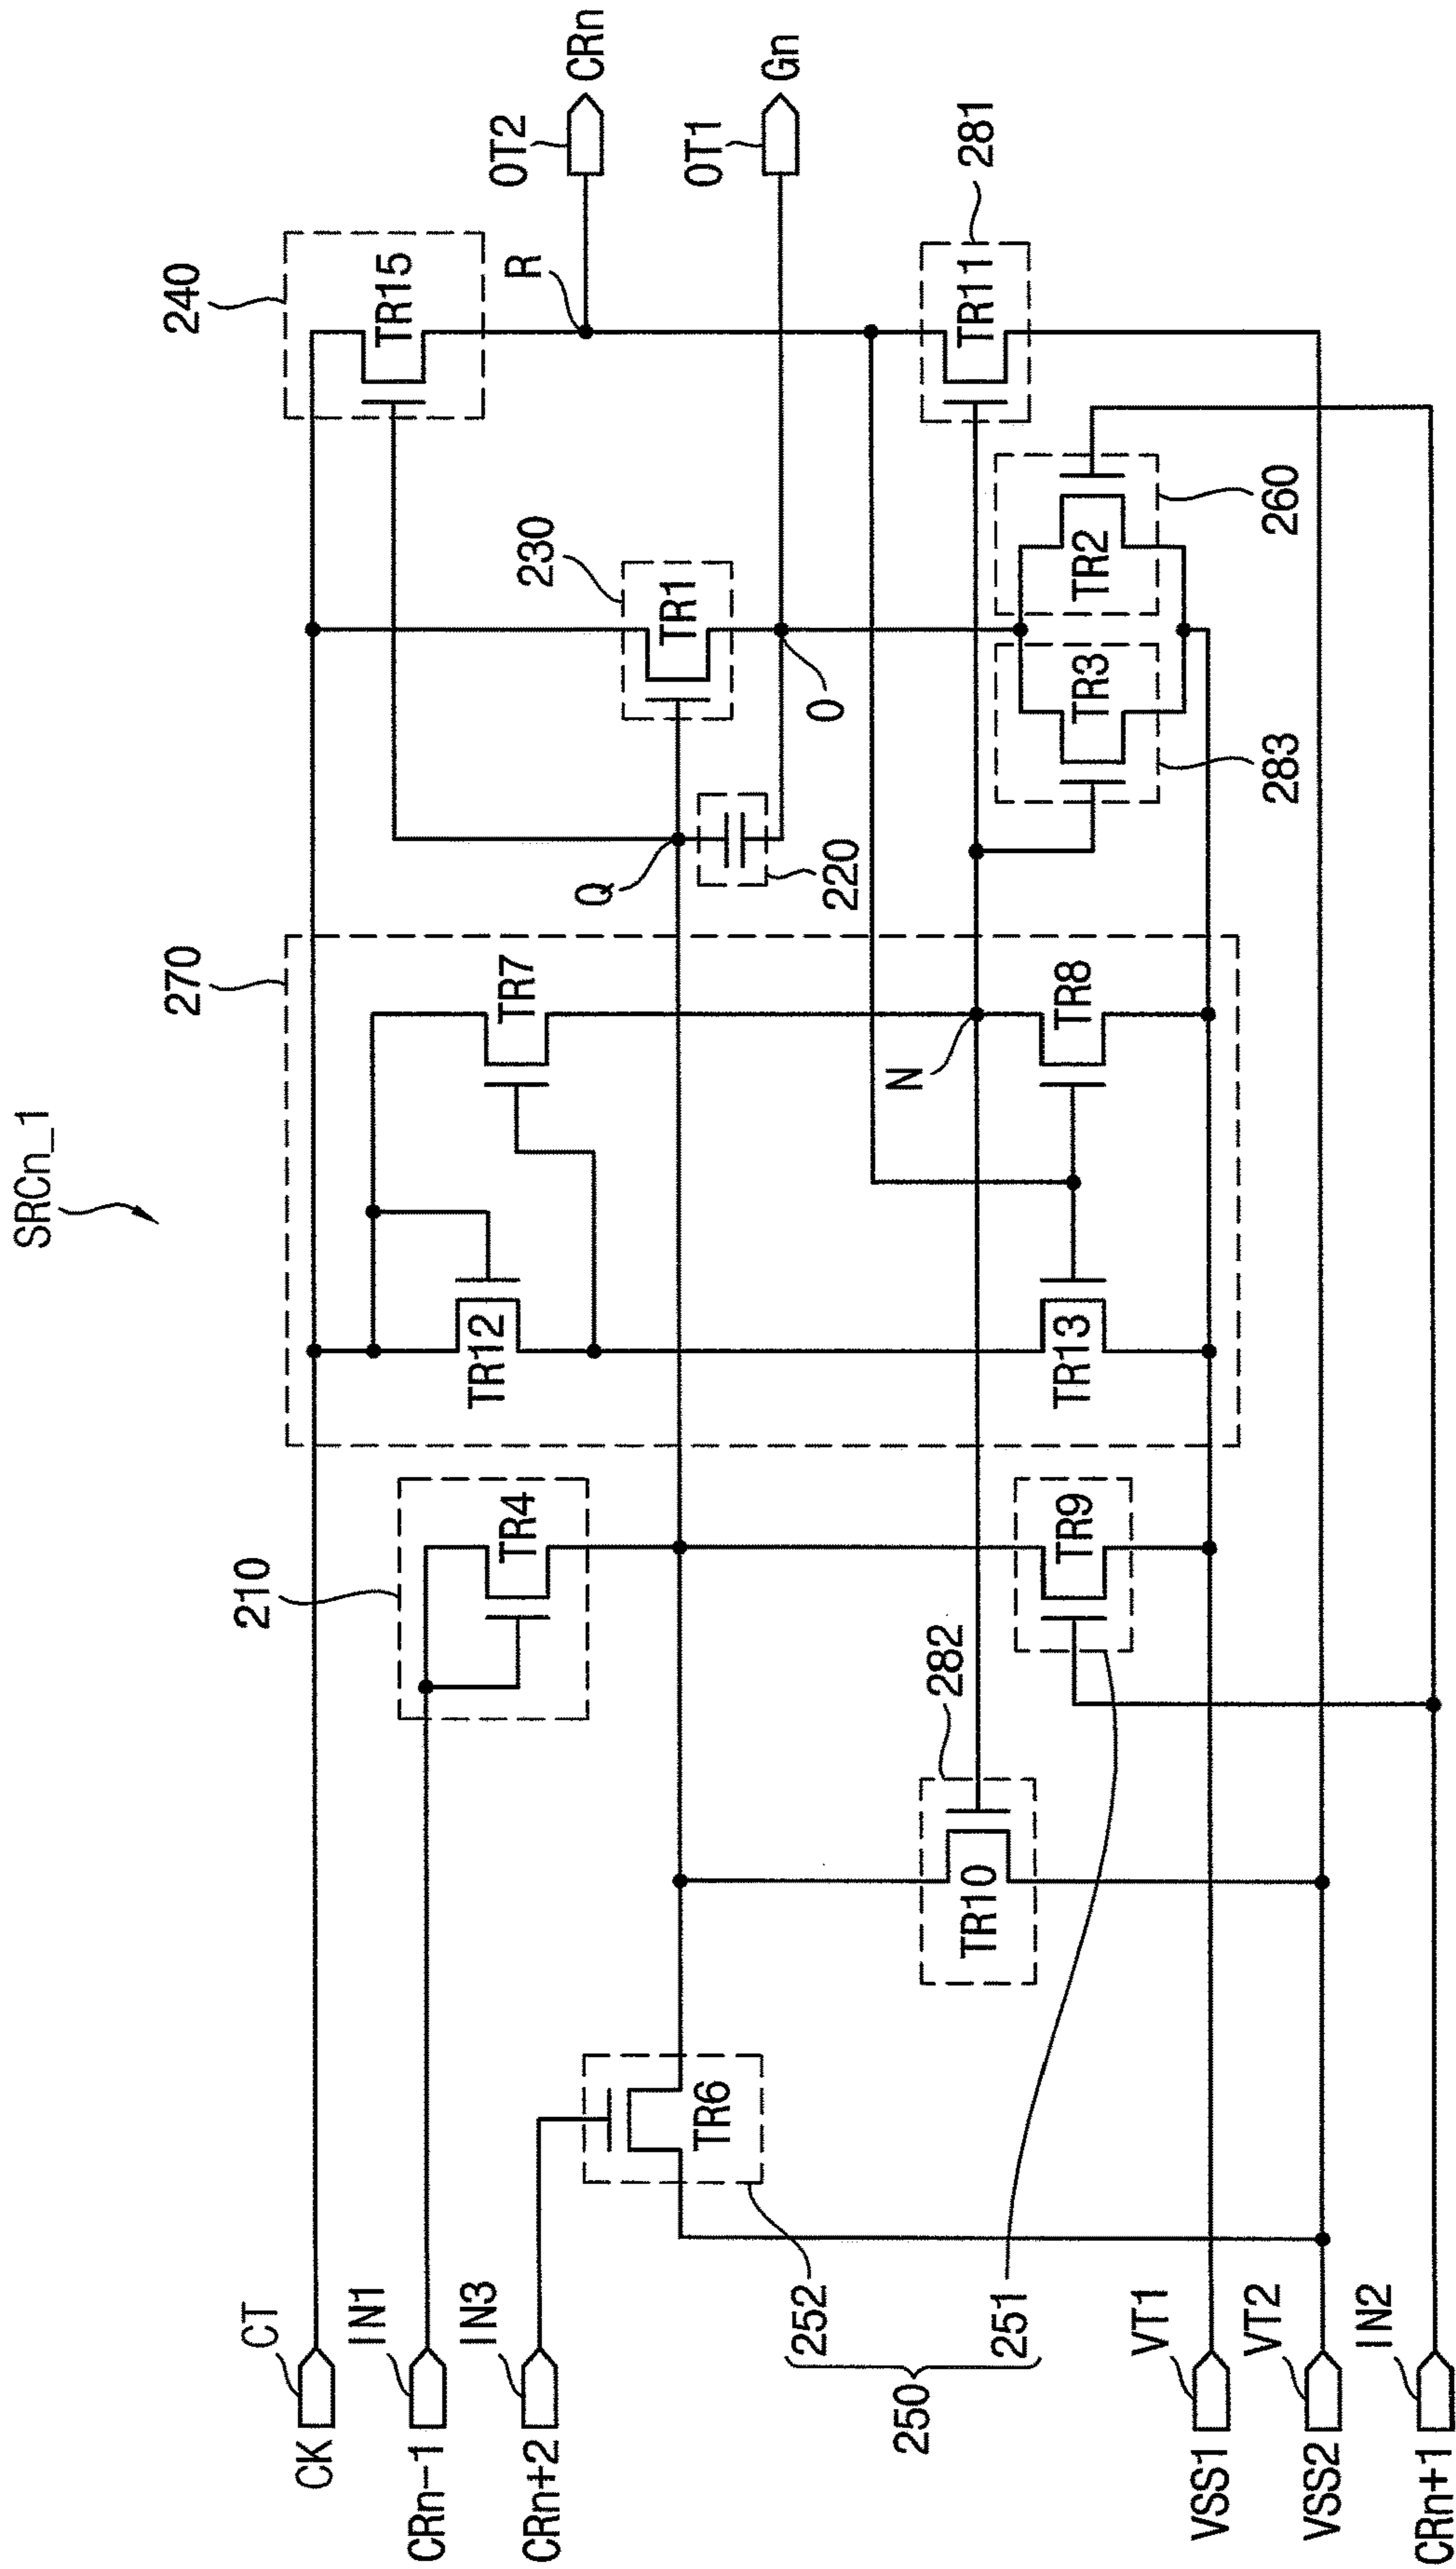 SRCn_1
240
TR15
OT2
CRn
R
230
TR1
OT1
Gn
O
281
TR11
260
TR2
TR3
283
Q
220
270
TR7
TR12
N
TR8
TR13
210
TR4
TR9
282
TR10
TR6
252
251
250
CT
CK
IN1
CRn-1
IN3
CRn+2
VT1
VSS1
VT2
VSS2
IN2
CRn+1